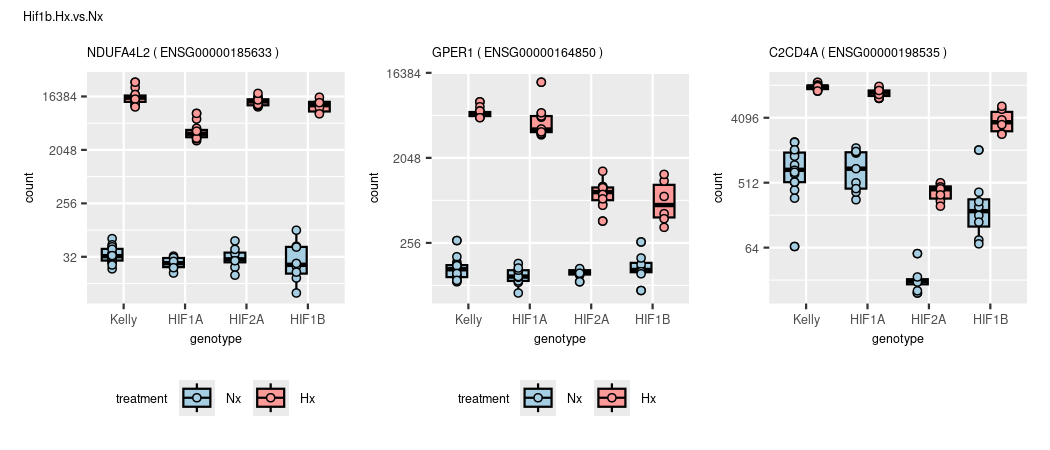 Hif1b.Hx.vs.Nx
NDUFA4L2 ( ENSG00000185633 )
16384
2048
256
32
count
Kelly HIF1A HIF2A HIF1B
genotype
GPER1 ( ENSG00000164850 )
16384
2048
256
count
Kelly HIF1A HIF2A HIF1B
genotype
C2CD4A ( ENSG00000198535 )
4096
512
64
count
Kelly HIF1A HIF2A HIF1B
genotype
treatment Nx Hx
treatment Nx Hx